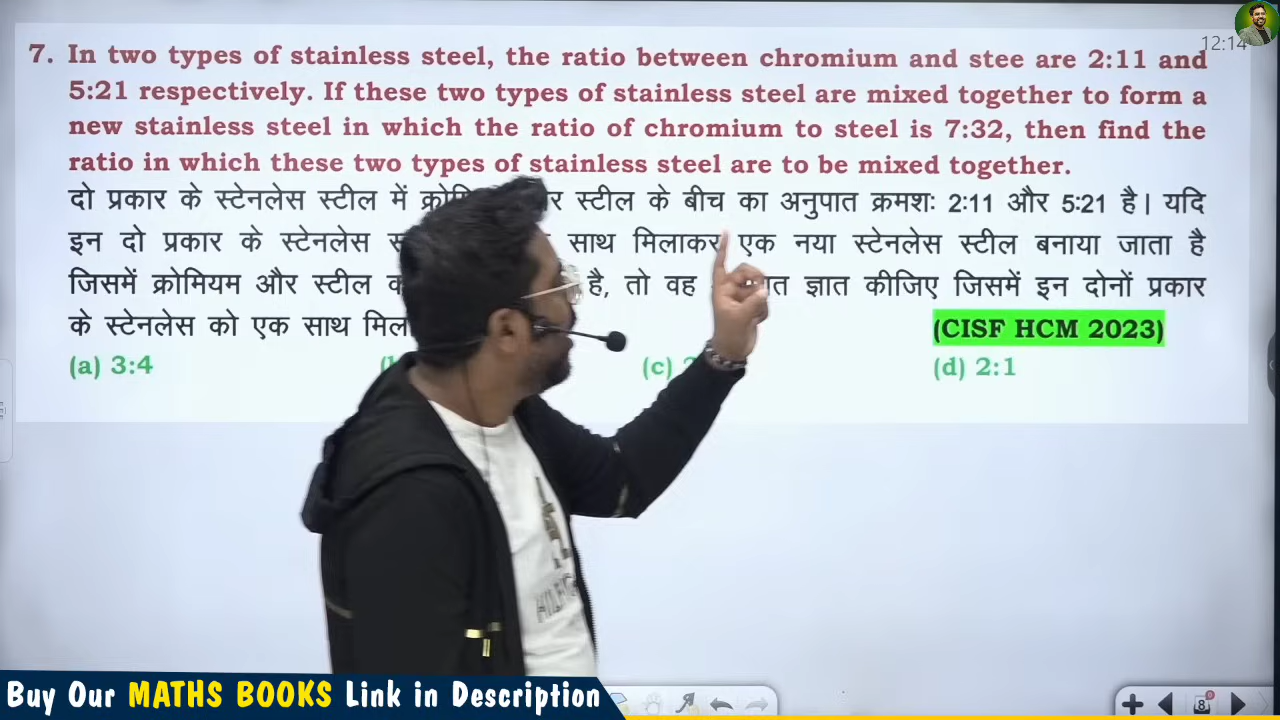 12:14
7. In two types of stainless steel, the ratio between chromium and stee are 2:11 and
5:21 respectively. If these two types of stainless steel are mixed together to form a
new stainless steel in which the ratio of chromium to steel is 7:32, then find the
ratio in which these two types of stainless steel are to be mixed together.
दो प्रकार के स्टेनलेस स्टील में स्टील के बीच का अनुपात क्रमशः 2:11 और 5:21 है। यदि
इन दो प्रकार के स्टेनलेस साथ मिलाकर एक नया स्टेनलेस स्टील बनाया जाता है
जिसमें क्रोमियम और स्टील है, तो वह ज्ञात कीजिए जिसमें इन दोनों प्रकार
के स्टेनलेस को एक साथ
(CISF HCM 2023)
(a) 3:4 (c) (d) 2:1
Buy Our MATHS BOOKS Link in Description